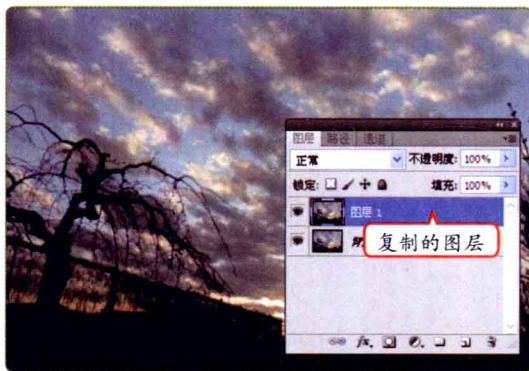 图层 路径 通道
正常 不透明度: 100%
锁定: 填充: 100%
图层 1
复制的图层
fx.